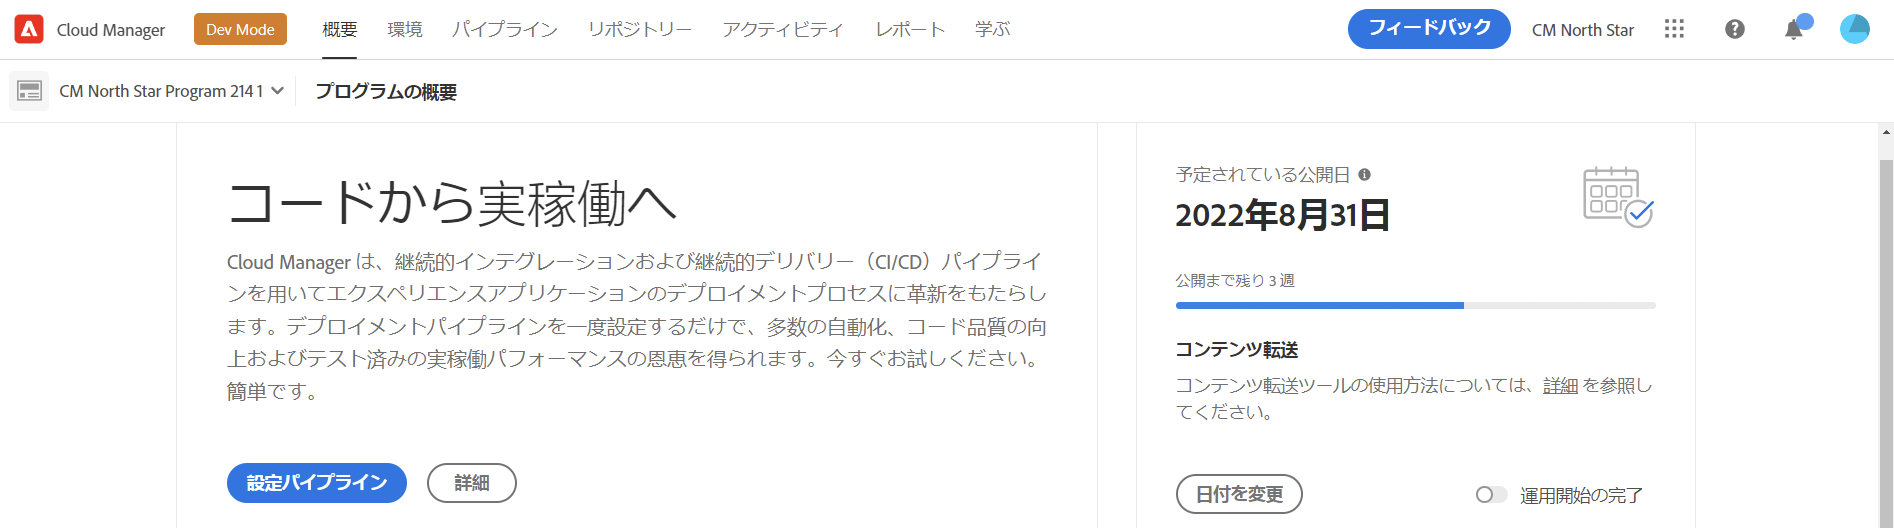 Cloud Manager Dev Mode 概要 環境 パイプライン リポジトリー アクティビティ レポート 学ぶ フィードバック CM North Star
CM North Star Program 2141 プログラムの概要
コードから実稼働へ
Cloud Manager は、継続的インテグレーションおよび継続的デリバリー（CI/CD）パイプライ
ンを用いてエクスペリエンスアプリケーションのデプロイメントプロセスに革新をもたらし
ます。デプロイメントパイプラインを一度設定するだけで、多数の自動化、コード品質の向
上およびテスト済みの実稼働パフォーマンスの恩恵を得られます。今すぐお試しください。
簡単です。
設定パイプライン 詳細
予定されている公開日
2022年8月31日
公開まで残り 3 週
コンテンツ転送
コンテンツ転送ツールの使用方法については、詳細 を参照し
てください。
日付を変更 運用開始の完了